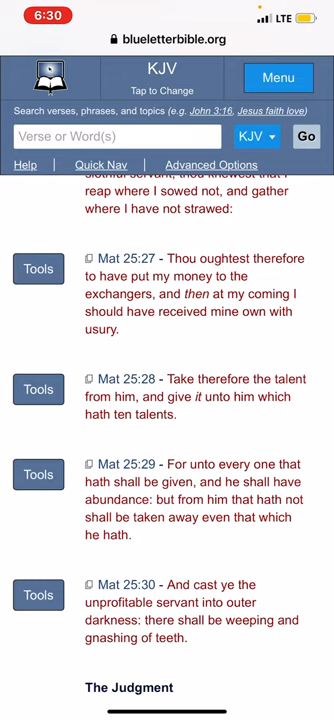 6:30
LTE
blueletterbible.org
KJV
Tap to Change
Menu
Search verses, phrases, and topics (e.g. John 3:16, Jesus faith love)
Verse or Word(s)
KJV
Go
Help | Quick Nav | Advanced Options
slothful servant, thou knewest that I
reap where I sowed not, and gather
where I have not strawed:
Tools
Mat 25:27 - Thou oughtest therefore
to have put my money to the
exchangers, and then at my coming I
should have received mine own with
usury.
Tools
Mat 25:28 - Take therefore the talent
from him, and give it unto him which
hath ten talents.
Tools
Mat 25:29 - For unto every one that
hath shall be given, and he shall have
abundance: but from him that hath not
shall be taken away even that which
he hath.
Tools
Mat 25:30 - And cast ye the
unprofitable servant into outer
darkness: there shall be weeping and
gnashing of teeth.
The Judgment